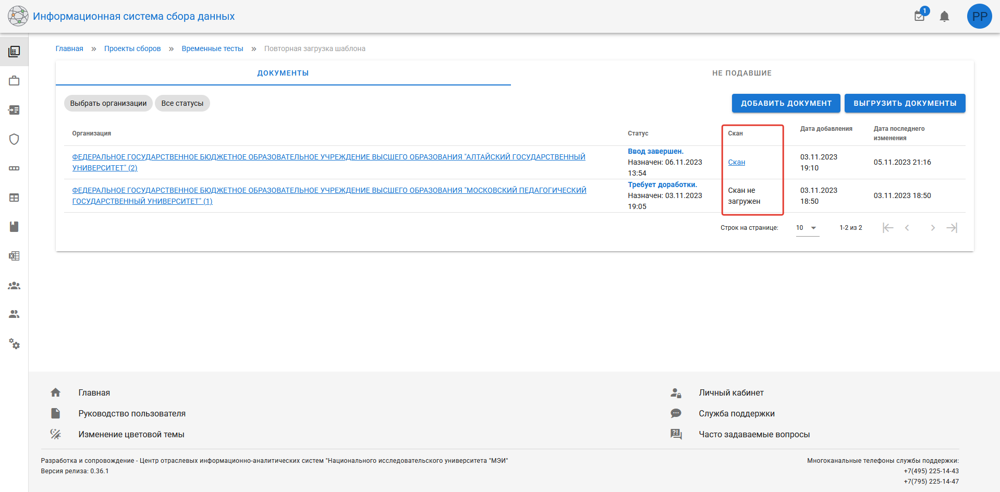 Информационная система сбора данных
1
PP
Главная » Проекты сборов » Временные тесты » Повторная загрузка шаблона
ДОКУМЕНТЫ
НЕ ПОДАВШИЕ
Выбрать организации
Все статусы
ДОБАВИТЬ ДОКУМЕНТ
ВЫГРУЗИТЬ ДОКУМЕНТЫ
Организация
Статус
Скан
Дата добавления
Дата последнего
изменения
ФЕДЕРАЛЬНОЕ ГОСУДАРСТВЕННОЕ БЮДЖЕТНОЕ ОБРАЗОВАТЕЛЬНОЕ УЧРЕЖДЕНИЕ ВЫСШЕГО ОБРАЗОВАНИЯ "АЛТАЙСКИЙ ГОСУДАРСТВЕННЫЙ
УНИВЕРСИТЕТ" (2)
Ввод завершен.
Назначен: 06.11.2023
13:54
Скан
03.11.2023
19:10
05.11.2023 21:16
ФЕДЕРАЛЬНОЕ ГОСУДАРСТВЕННОЕ БЮДЖЕТНОЕ ОБРАЗОВАТЕЛЬНОЕ УЧРЕЖДЕНИЕ ВЫСШЕГО ОБРАЗОВАНИЯ "МОСКОВСКИЙ ПЕДАГОГИЧЕСКИЙ
ГОСУДАРСТВЕННЫЙ УНИВЕРСИТЕТ" (1)
Требует доработки.
Назначен: 03.11.2023
19:05
Скан не
загружен
03.11.2023
18:50
03.11.2023 18:50
Строк на странице:
10
1-2 из 2
Главная
Руководство пользователя
Изменение цветовой темы
Личный кабинет
Служба поддержки
Часто задаваемые вопросы
Разработка и сопровождение - Центр отраслевых информационно-аналитических систем "Национального исследовательского университета "МЭИ"
Версия релиза: 0.36.1
Многоканальные телефоны службы поддержки:
+7(495) 225-14-43
+7(795) 225-14-47